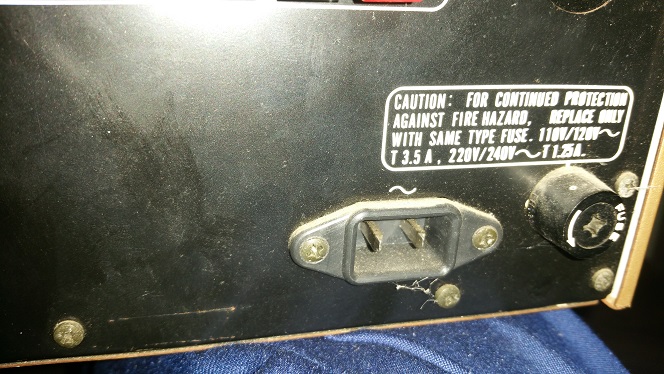 CAUTION: FOR CONTINUED PROTECTION
AGAINST FIRE HAZARD, REPLACE ONLY
WITH SAME TYPE FUSE. 110V/120V～
T 3.5 A , 220V/240V～T 1.25A.
～
FUSE